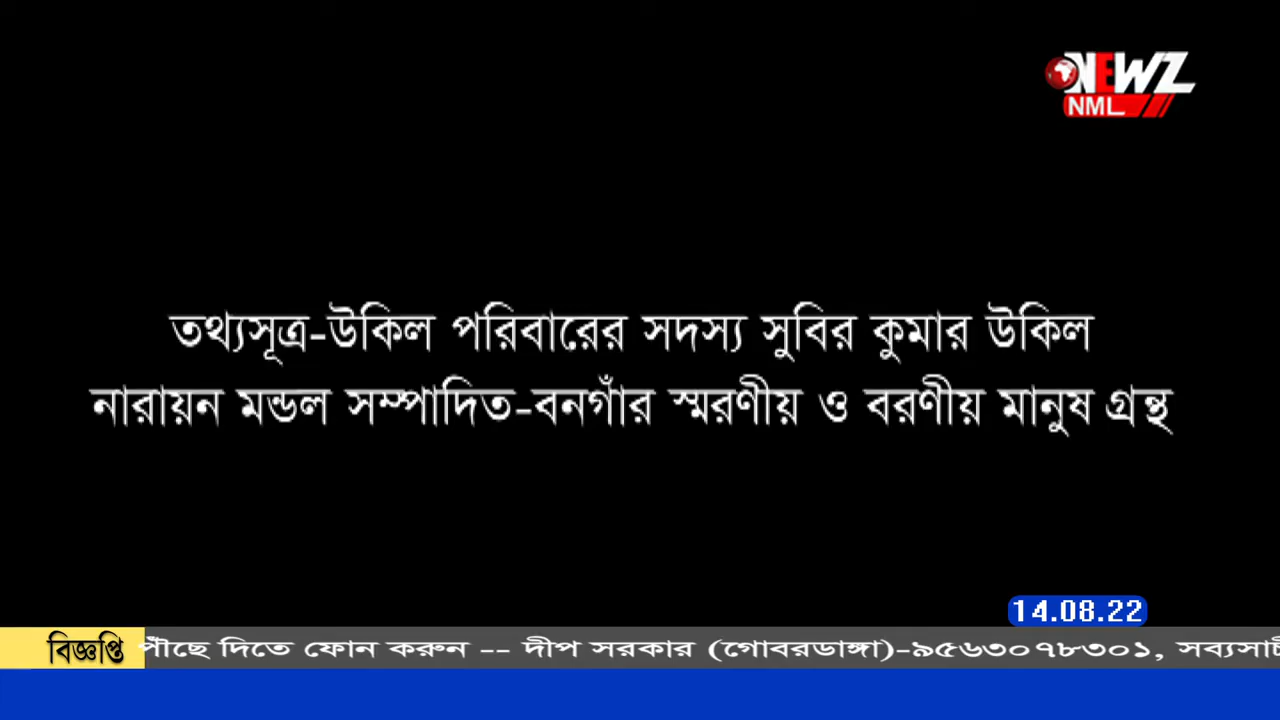 NEWZ
NML
তথ্যসূত্র-উকিল পরিবারের সদস্য সুবির কুমার উকিল
নারায়ন মন্ডল সম্পাদিত-বনগাঁর স্মরণীয় ও বরণীয় মানুষ গ্রন্থ
14.08.22
বিজ্ঞপ্তি পৌঁছে দিতে ফোন করুন -- দীপ সরকার (গোবরডাঙ্গা)-৯৫৬৩০৭৮৩০১,